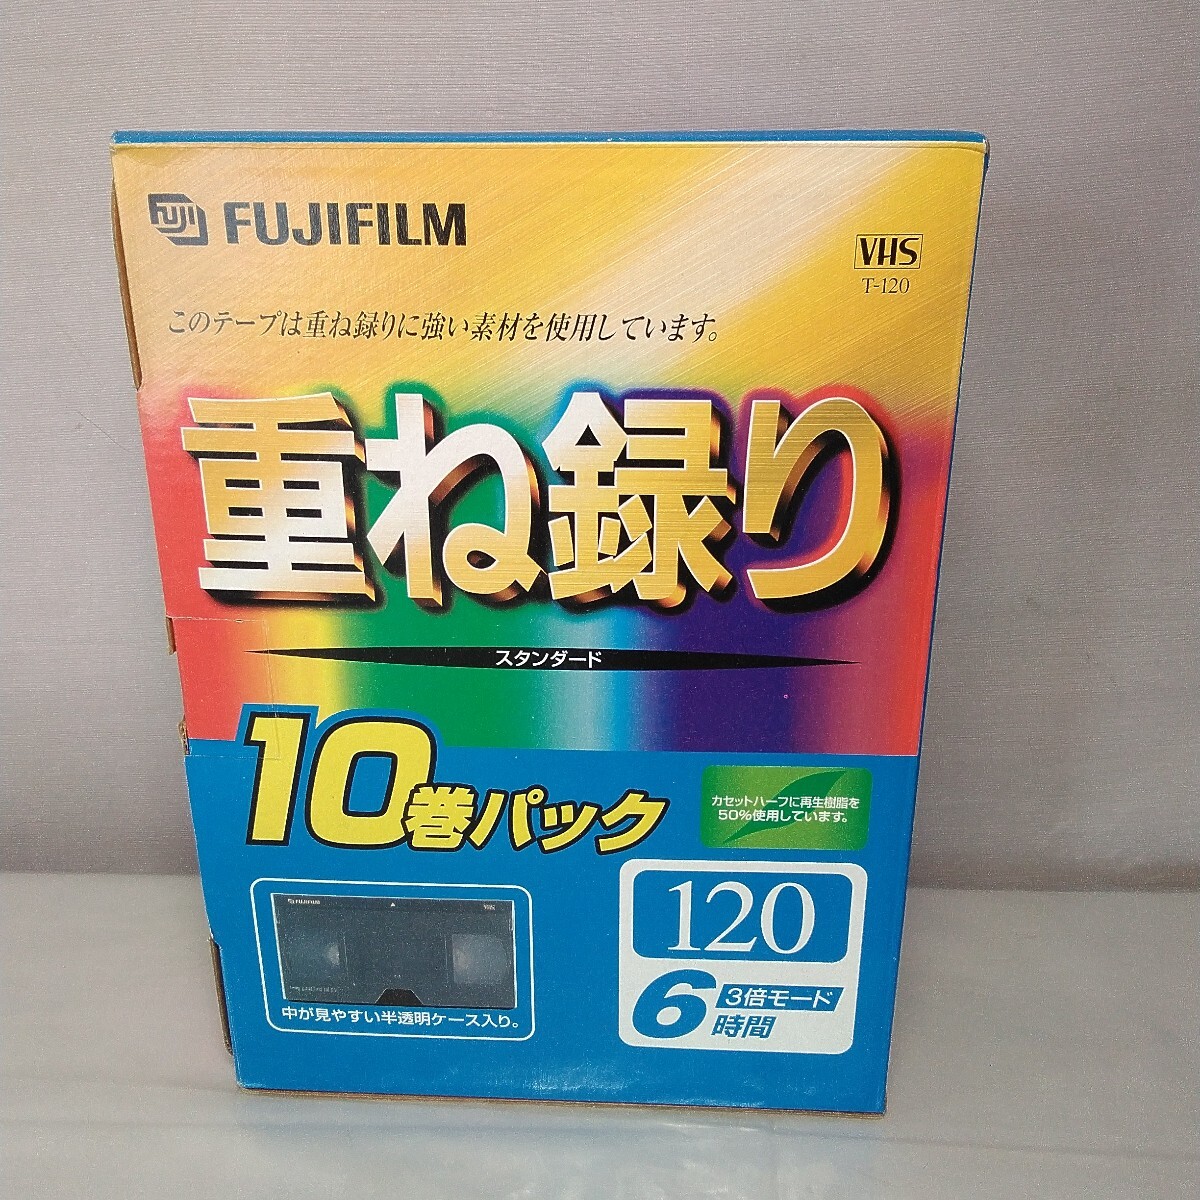 FUJI FUJIFILM
VHS
T-120
このテープは重ね録りに強い素材を使用しています。
重ね録り
スタンダード
10巻パック
カセットハーフに再生樹脂を
50%使用しています。
FUJIFILM
VHS
中が見やすい半透明ケース入り。
120
6時間
3倍モード